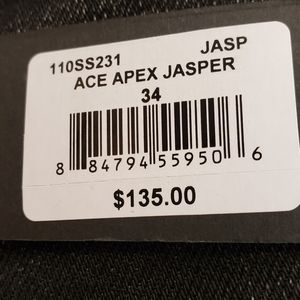 110SS231 JASP
ACE APEX JASPER
34
8 84794 55950 6
$135.00